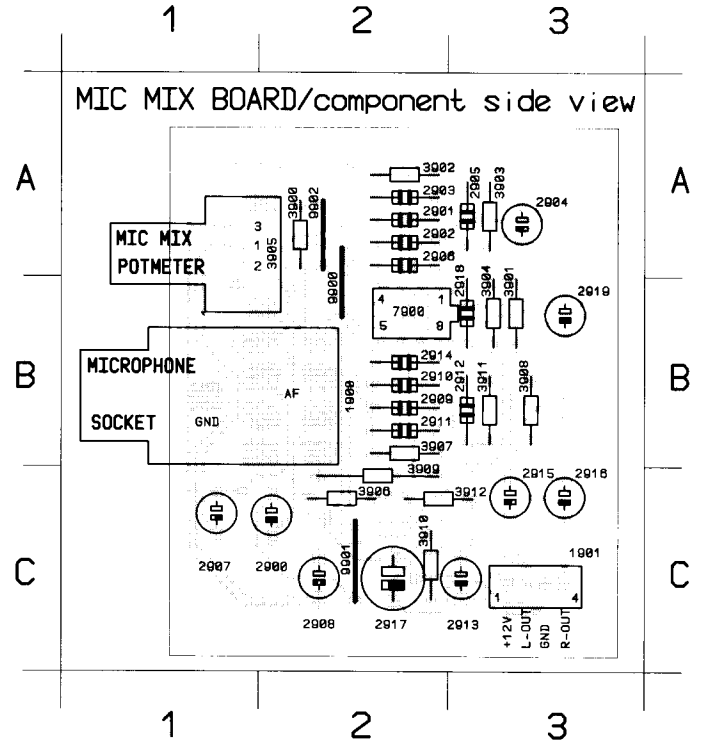 1 2 3
MIC MIX BOARD/component side view
A A
3902
2903
2901
2902
2906
2905
3903
2904
3900
9902
3
1
2
3905
MIC MIX
POTMETER
9900
2918
3904
3901
2919
4 1
7900
5 8
B B
MICROPHONE
SOCKET
AF
GND
1900
2914
2910
2909
2911
3907
2912
3911
3908
3909
3906
3912
2915
2916
C C
2907
2900
2908
9901
2917
3910
2913
1901
1 4
+12V
L-OUT
GND
R-OUT
1 2 3